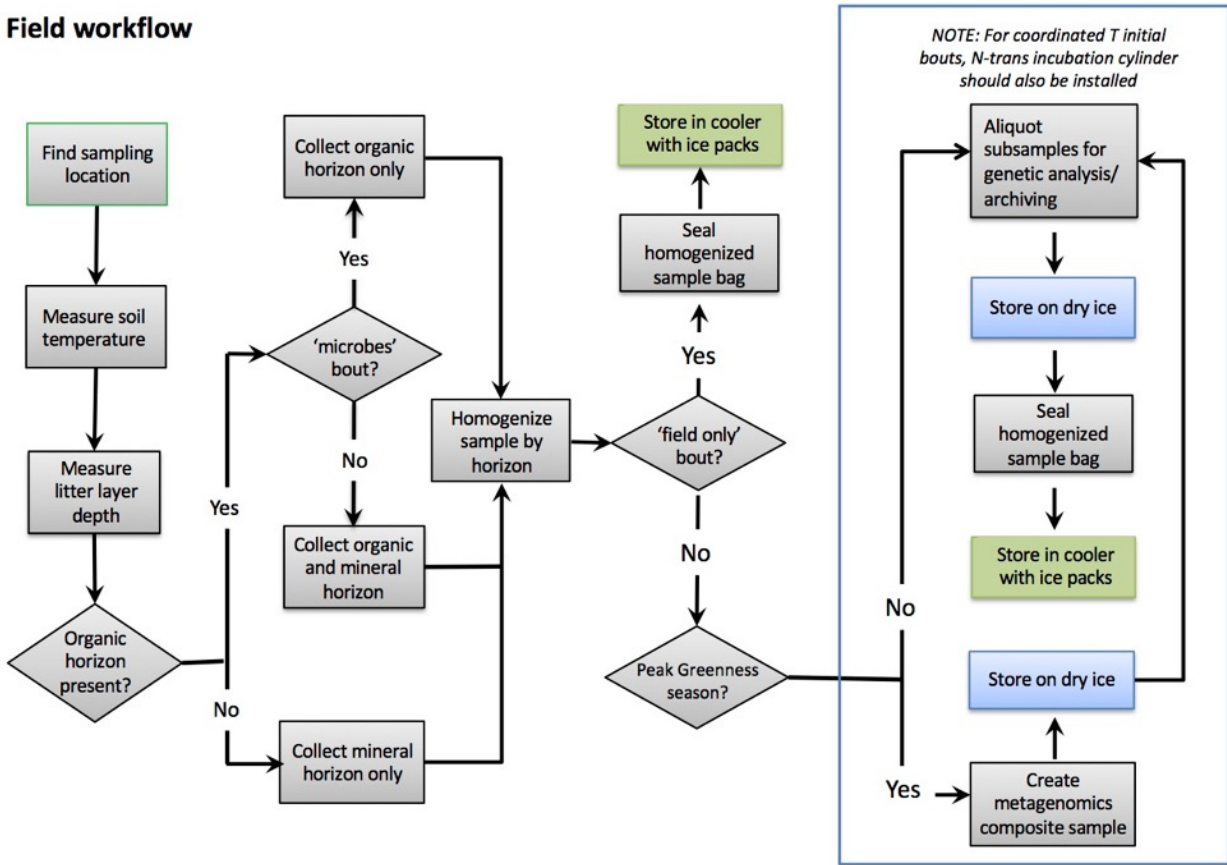 Field workflow
NOTE: For coordinated T initial
bouts, N-trans incubation cylinder
should also be installed
Find sampling
location
Measure soil
temperature
Measure
litter layer
depth
Organic
horizon
present?
Yes
No
Collect organic
horizon only
Yes
‘microbes’
bout?
No
Collect organic
and mineral
horizon
Collect mineral
horizon only
Homogenize
sample by
horizon
Store in cooler
with ice packs
Seal
homogenized
sample bag
Yes
‘field only’
bout?
No
Peak Greenness
season?
No
Yes
Aliquot
subsamples for
genetic analysis/
archiving
Store on dry ice
Seal
homogenized
sample bag
Store in cooler
with ice packs
Store on dry ice
Create
metagenomics
composite sample